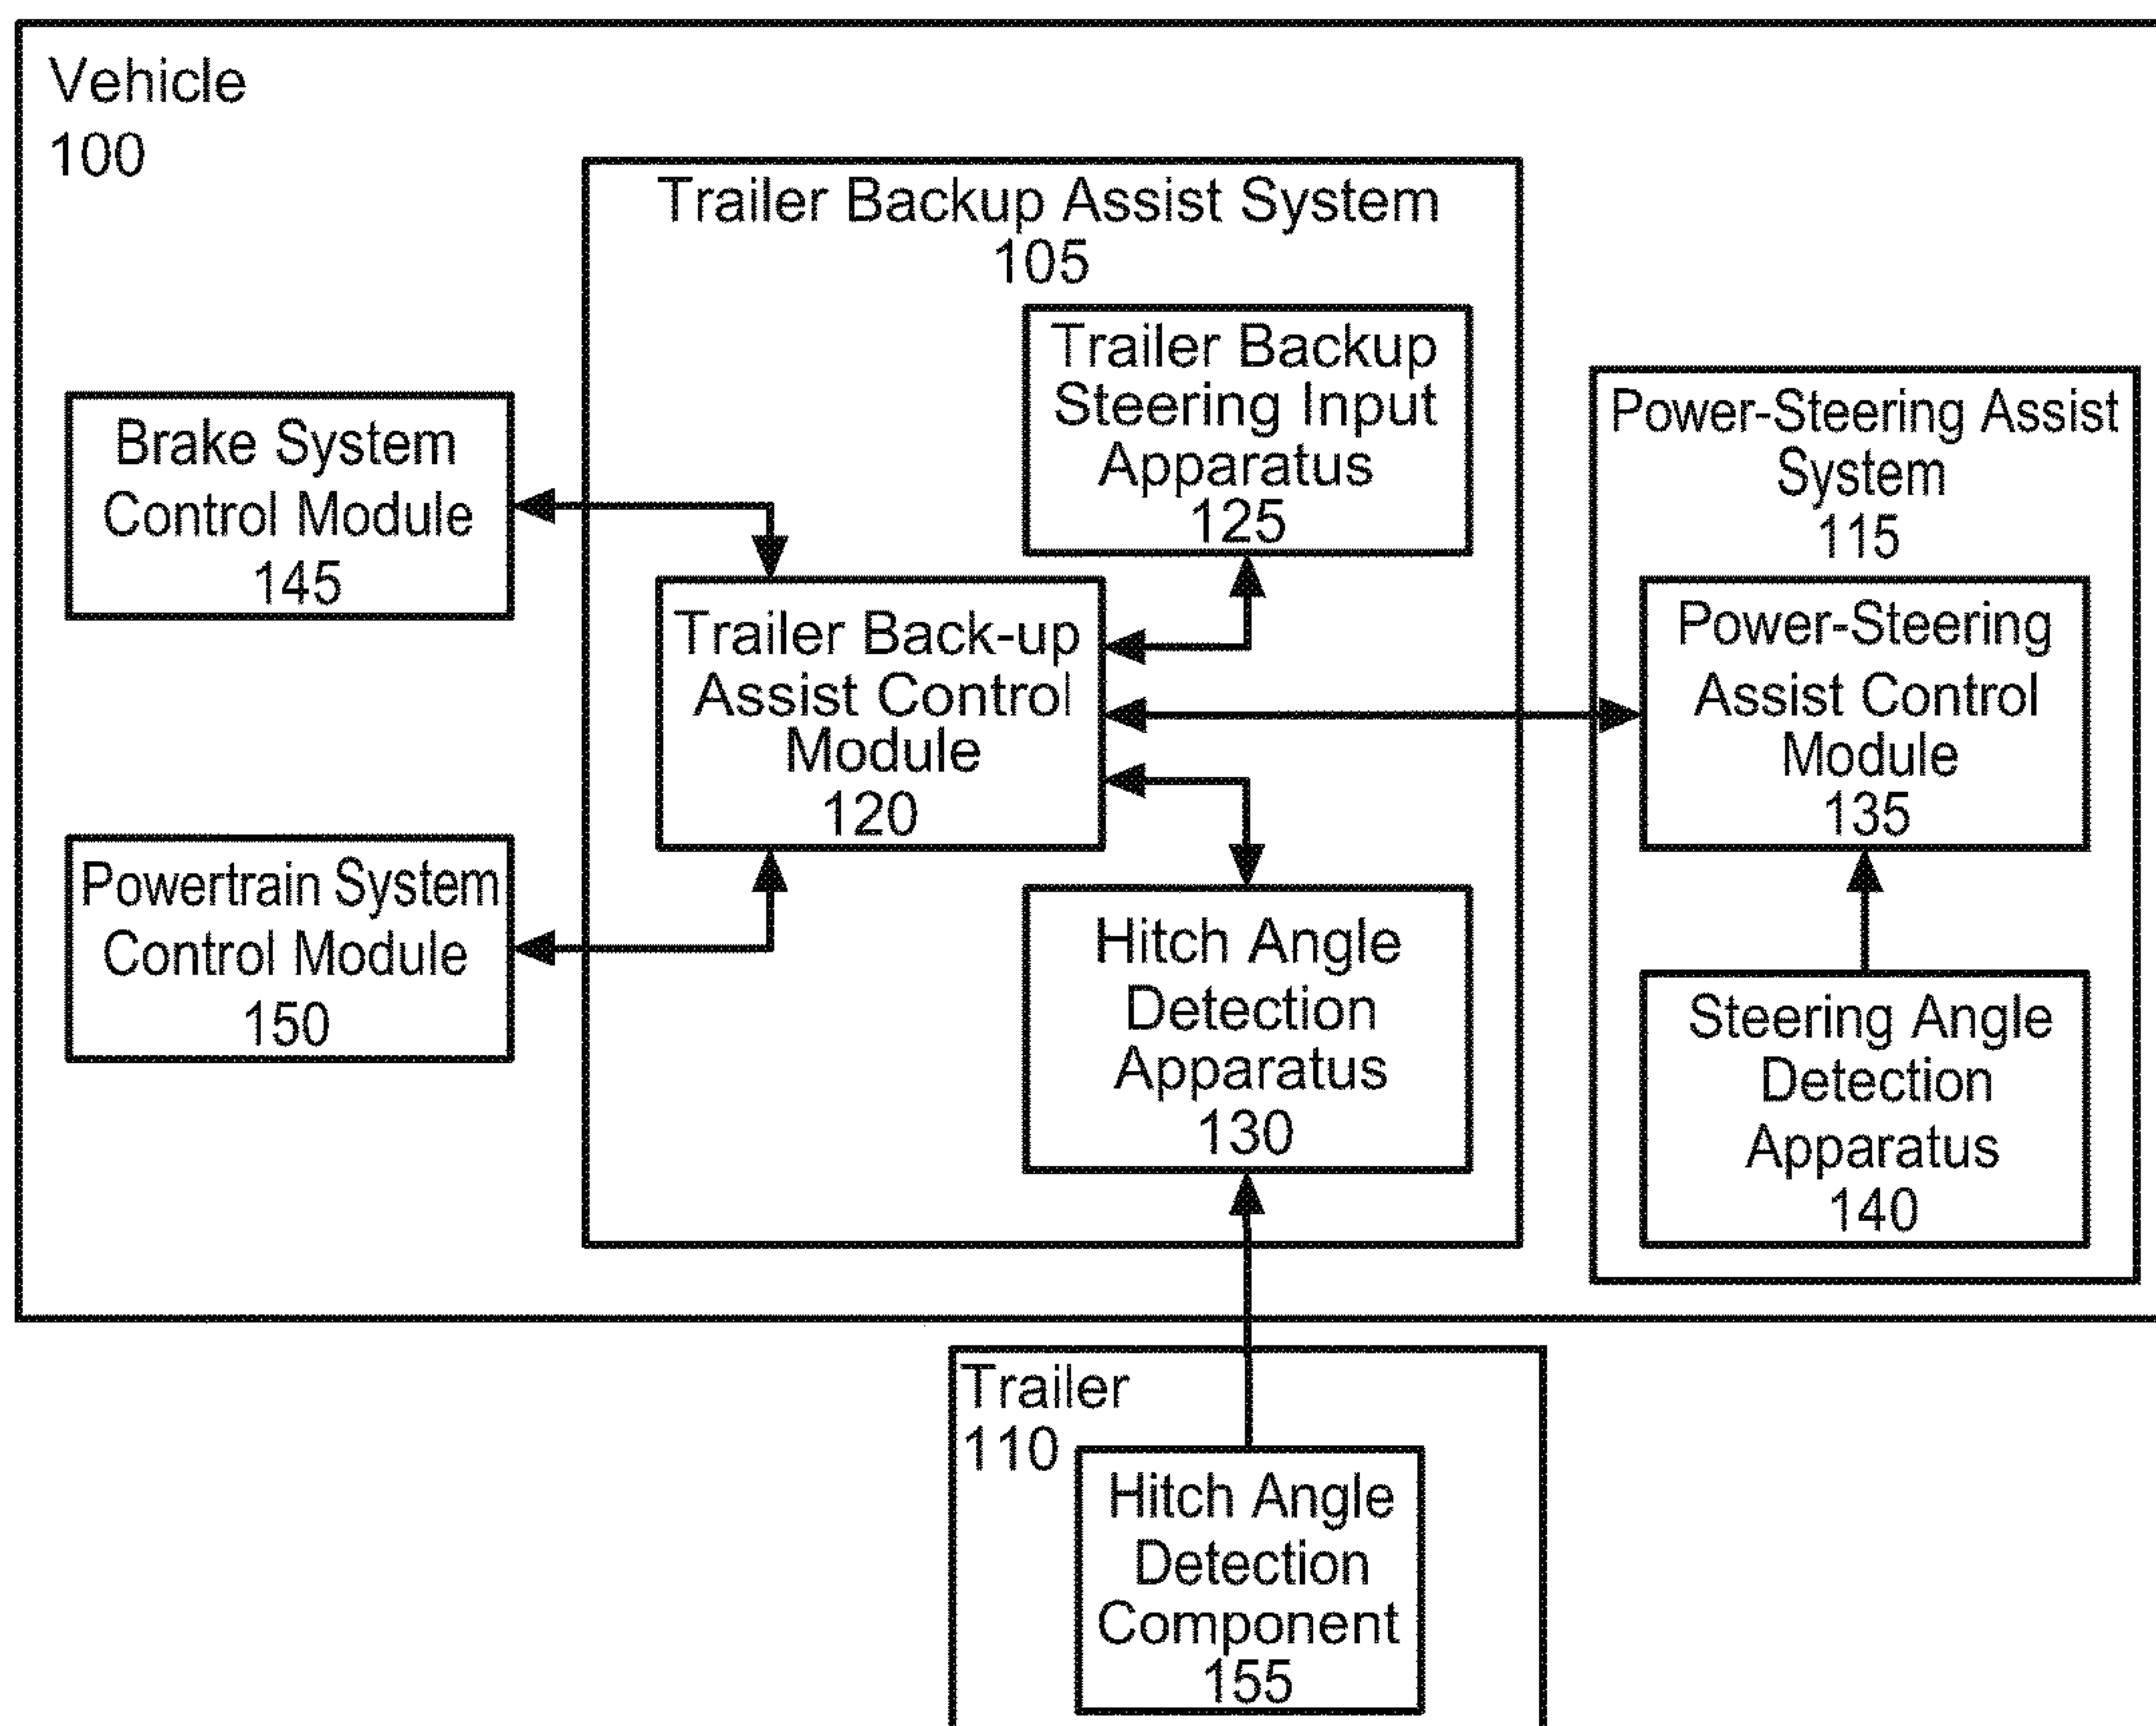 Vehicle
100
Trailer Backup Assist System
105
Trailer Backup
Steering Input
Apparatus
125
Brake System
Control Module
145
Trailer Back-up
Assist Control
Module
120
Powertrain System
Control Module
150
Hitch Angle
Detection
Apparatus
130
Power-Steering Assist
System
115
Power-Steering
Assist Control
Module
135
Steering Angle
Detection
Apparatus
140
Trailer
110
Hitch Angle
Detection
Component
155